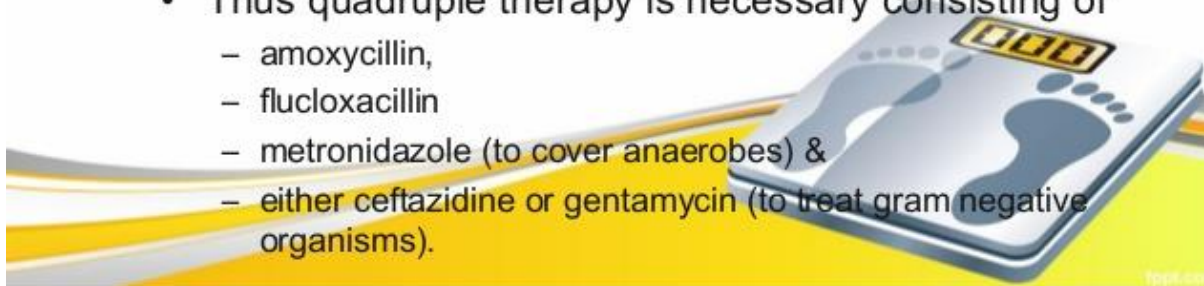 • Thus quadruple therapy is necessary consisting of
– amoxycillin,
– flucloxacillin
– metronidazole (to cover anaerobes) &
– either ceftazidine or gentamycin (to treat gram negative
organisms).
000